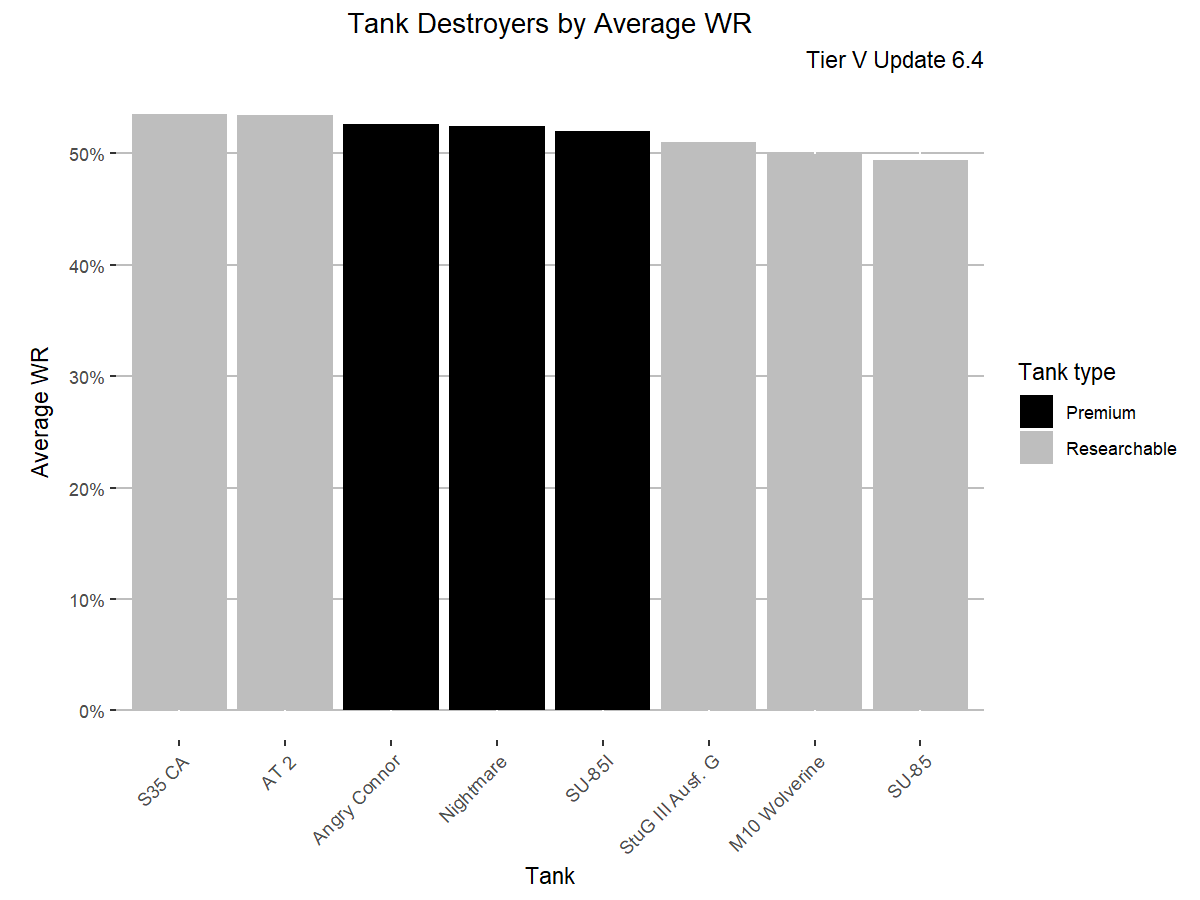 Tank Destroyers by Average WR
Tier V Update 6.4
Average WR
50%
40%
30%
20%
10%
0%
S35 CA
AT 2
Angry Connor
Nightmare
SU-85I
StuG III Ausf. G
M10 Wolverine
SU-85
Tank
Tank type
Premium
Researchable